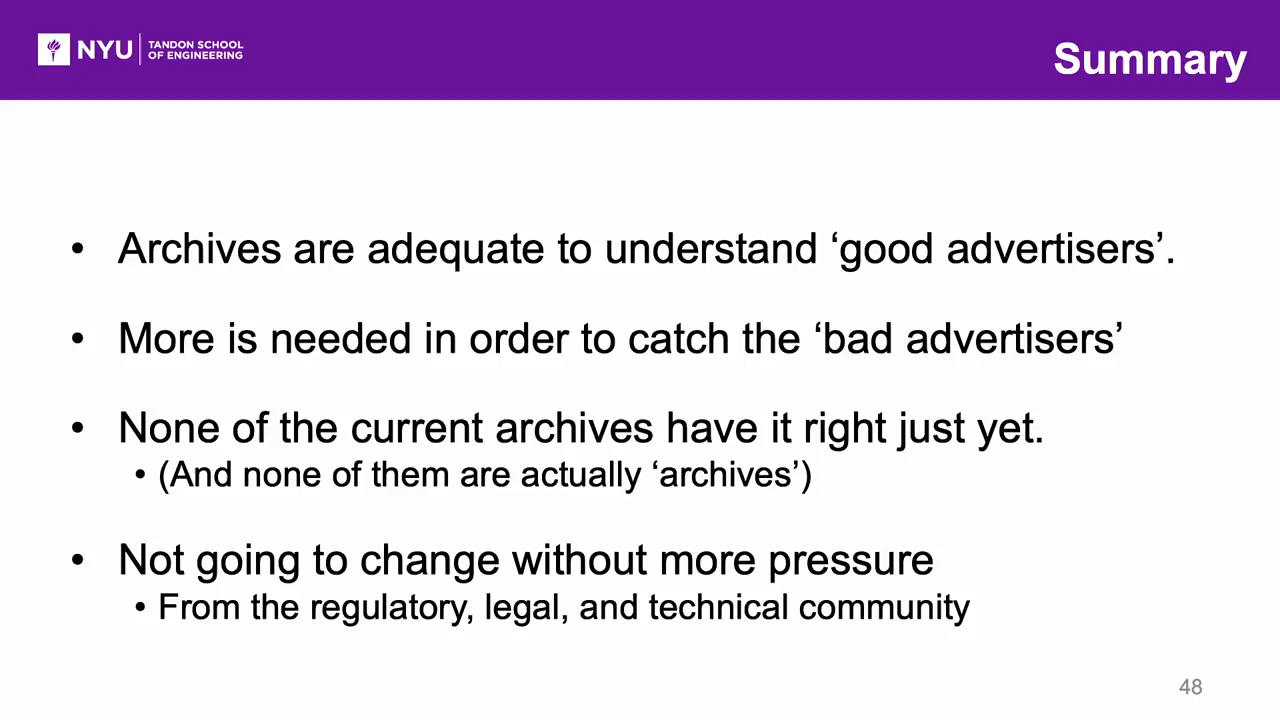 NYU
TANDON SCHOOL
OF ENGINEERING
Summary
• Archives are adequate to understand ‘good advertisers’.
• More is needed in order to catch the ‘bad advertisers’
• None of the current archives have it right just yet.
• (And none of them are actually ‘archives’)
• Not going to change without more pressure
• From the regulatory, legal, and technical community
48